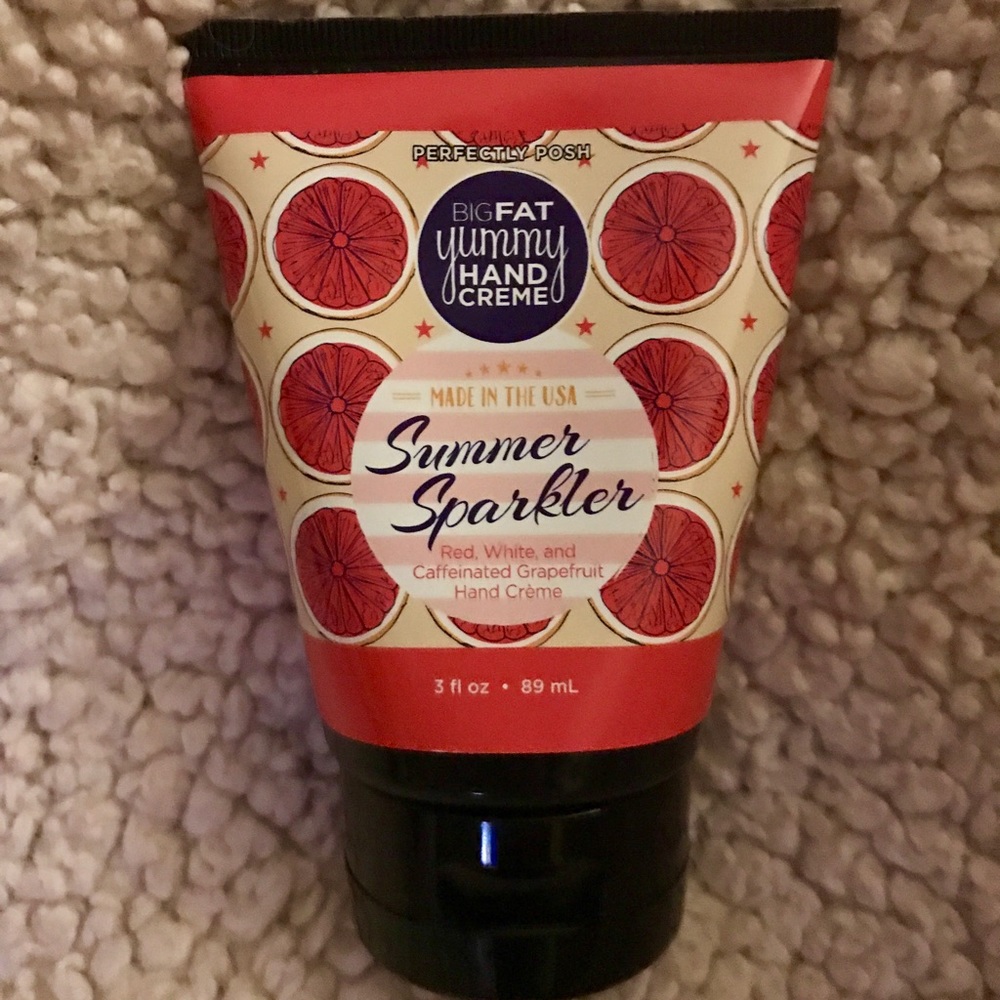 PERFECTLY POSH
BIG FAT
yummy
HAND
CREME
MADE IN THE USA
Summer
Sparkler
Red, White, and
Caffeinated Grapefruit
Hand Crème
3 fl oz • 89 mL